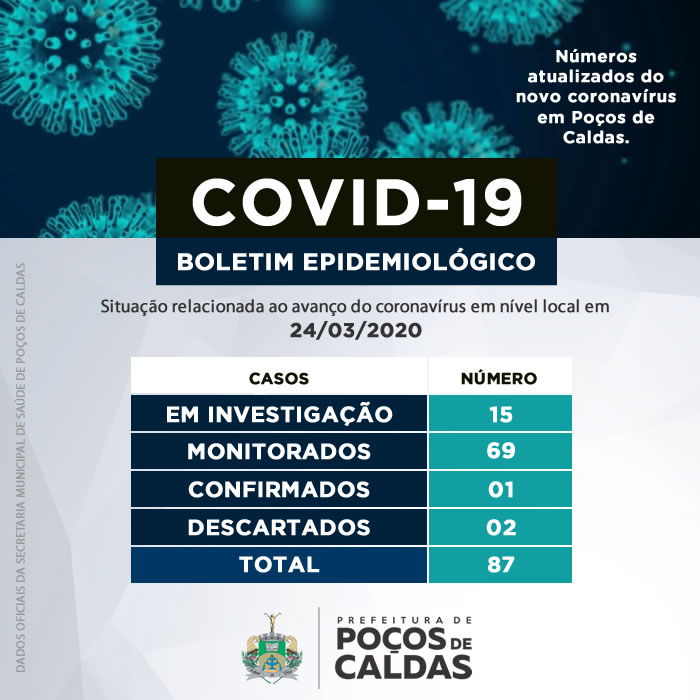 Números
atualizados do
novo coronavírus
em Poços de
Caldas.
COVID-19
BOLETIM EPIDEMIOLÓGICO
Situação relacionada ao avanço do coronavírus em nível local em
24/03/2020
CASOS NÚMERO
EM INVESTIGAÇÃO 15
MONITORADOS 69
CONFIRMADOS 01
DESCARTADOS 02
TOTAL 87
DADOS OFICIAIS DA SECRETARIA MUNICIPAL DE SAÚDE DE POÇOS DE CALDAS
PREFEITURA DE
POÇOS DE
CALDAS